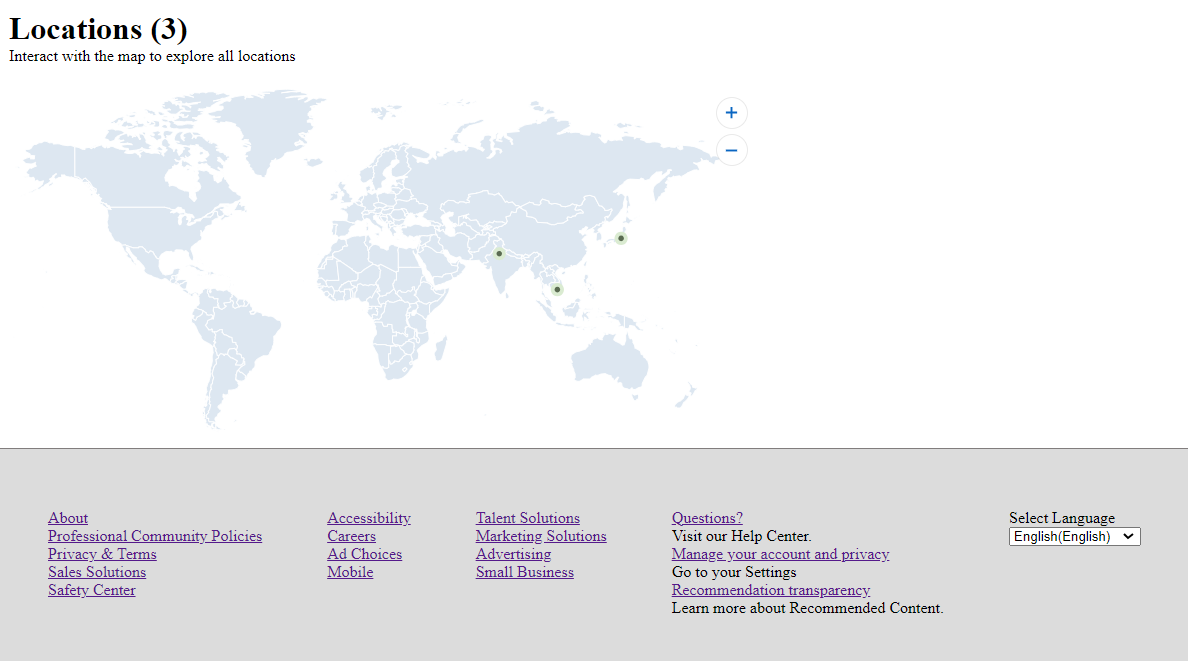 Locations (3)
Interact with the map to explore all locations
+
−
About
Professional Community Policies
Privacy & Terms
Sales Solutions
Safety Center
Accessibility
Careers
Ad Choices
Mobile
Talent Solutions
Marketing Solutions
Advertising
Small Business
Questions?
Visit our Help Center.
Manage your account and privacy
Go to your Settings
Recommendation transparency
Learn more about Recommended Content.
Select Language
English(English)